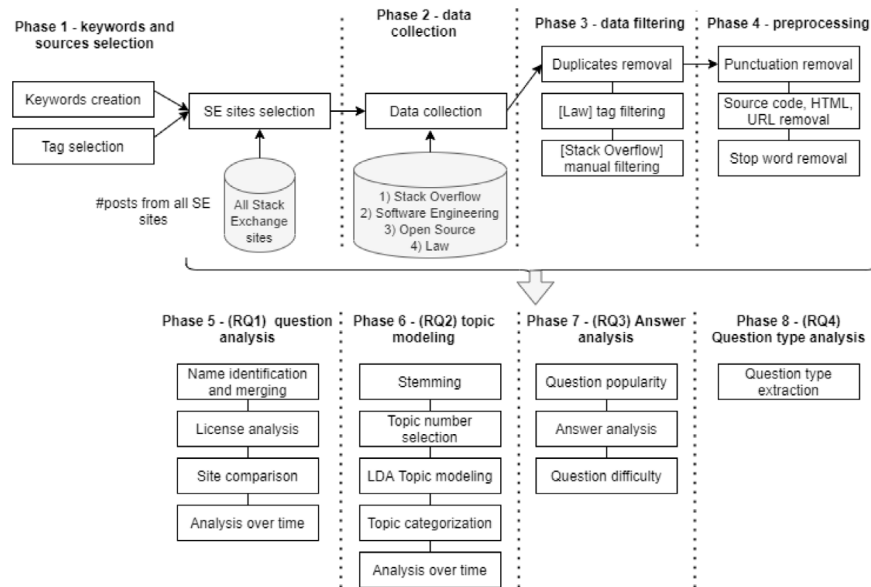 Phase 1 - keywords and
sources selection
Keywords creation
Tag selection
SE sites selection
#posts from all SE
sites
All Stack
Exchange
sites
Phase 2 - data
collection
Data collection
1) Stack Overflow
2) Software Engineering
3) Open Source
4) Law
Phase 3 - data filtering
Duplicates removal
[Law] tag filtering
[Stack Overflow]
manual filtering
Phase 4 - preprocessing
Punctuation removal
Source code, HTML,
URL removal
Stop word removal
Phase 5 - (RQ1) question
analysis
Name identification
and merging
License analysis
Site comparison
Analysis over time
Phase 6 - (RQ2) topic
modeling
Stemming
Topic number
selection
LDA Topic modeling
Topic categorization
Analysis over time
Phase 7 - (RQ3) Answer
analysis
Question popularity
Answer analysis
Question difficulty
Phase 8 - (RQ4)
Question type analysis
Question type
extraction